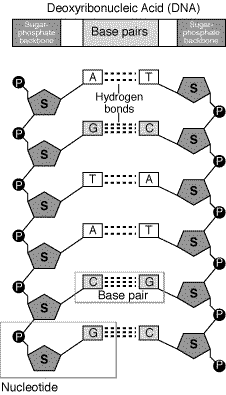 Deoxyribonucleic Acid (DNA)
Sugar-
phosphate
backbone
Base pairs
Sugar-
phosphate
backbone
P
A
T
S
S
Hydrogen
bonds
P
P
G
C
S
S
P
P
T
A
S
S
P
P
A
T
S
S
P
P
C
G
S
S
Base pair
P
P
G
C
S
S
P
Nucleotide